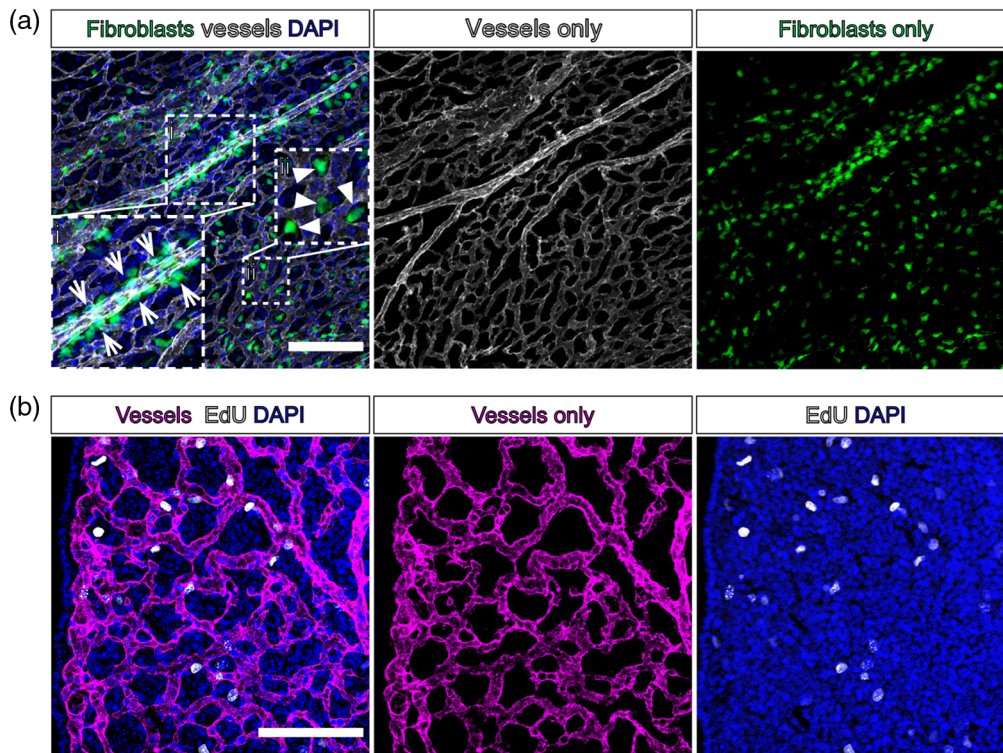 (a)
Fibroblasts vessels DAPI
Vessels only
Fibroblasts only
i
ii
i
ii
(b)
Vessels EdU DAPI
Vessels only
EdU DAPI